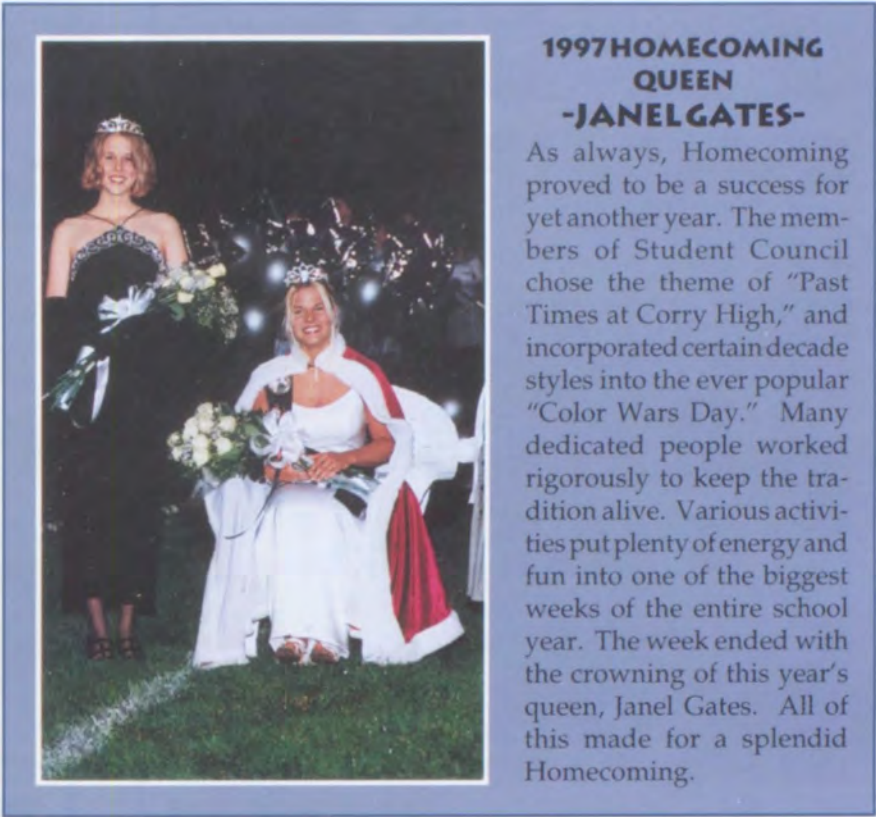 1997 HOMECOMING
QUEEN
-JANEL GATES-
As always, Homecoming
proved to be a success for
yet another year. The mem-
bers of Student Council
chose the theme of "Past
Times at Corry High," and
incorporated certain decade
styles into the ever popular
"Color Wars Day." Many
dedicated people worked
rigorously to keep the tra-
dition alive. Various activi-
ties put plenty of energy and
fun into one of the biggest
weeks of the entire school
year. The week ended with
the crowning of this year's
queen, Janel Gates. All of
this made for a splendid
Homecoming.